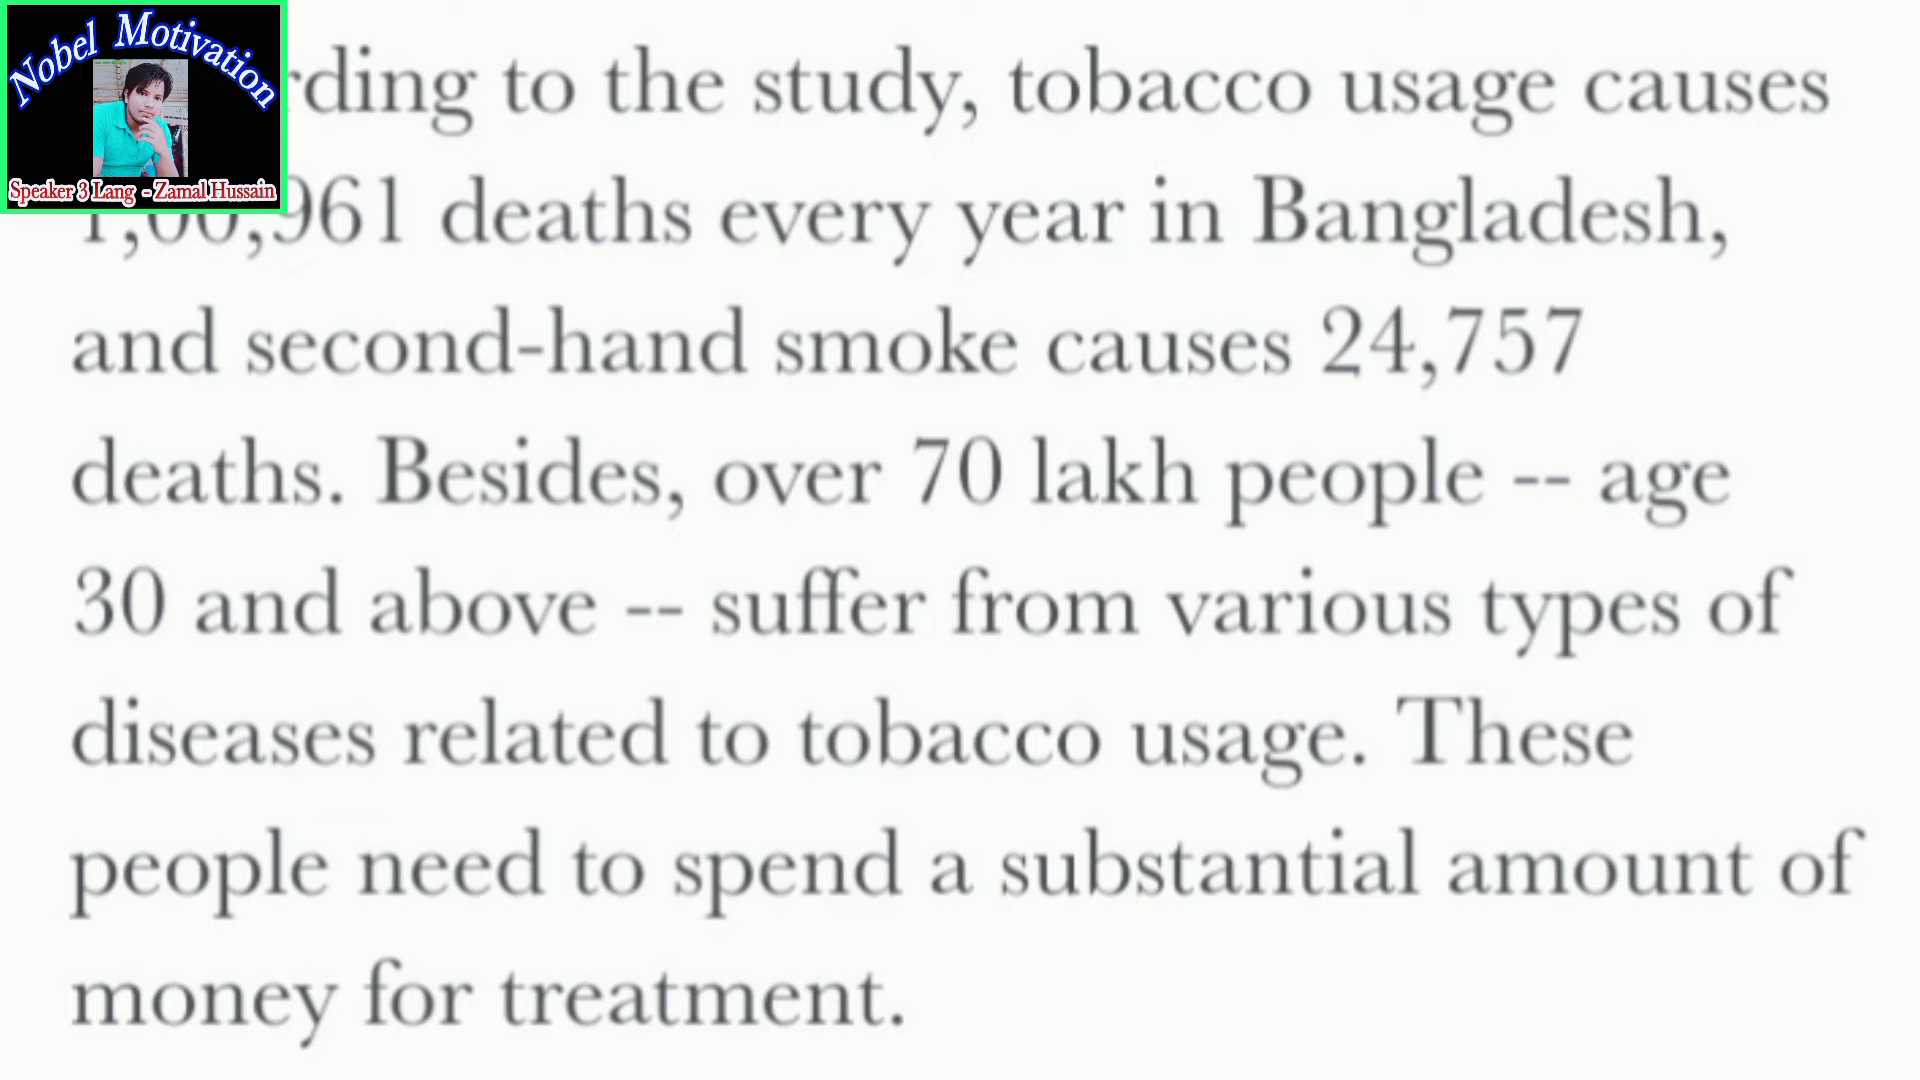 Nobel Motivation
Speaker 3 Lang - Zamal Hussain
rding to the study, tobacco usage causes
1,00,961 deaths every year in Bangladesh,
and second-hand smoke causes 24,757
deaths. Besides, over 70 lakh people -- age
30 and above -- suffer from various types of
diseases related to tobacco usage. These
people need to spend a substantial amount of
money for treatment.